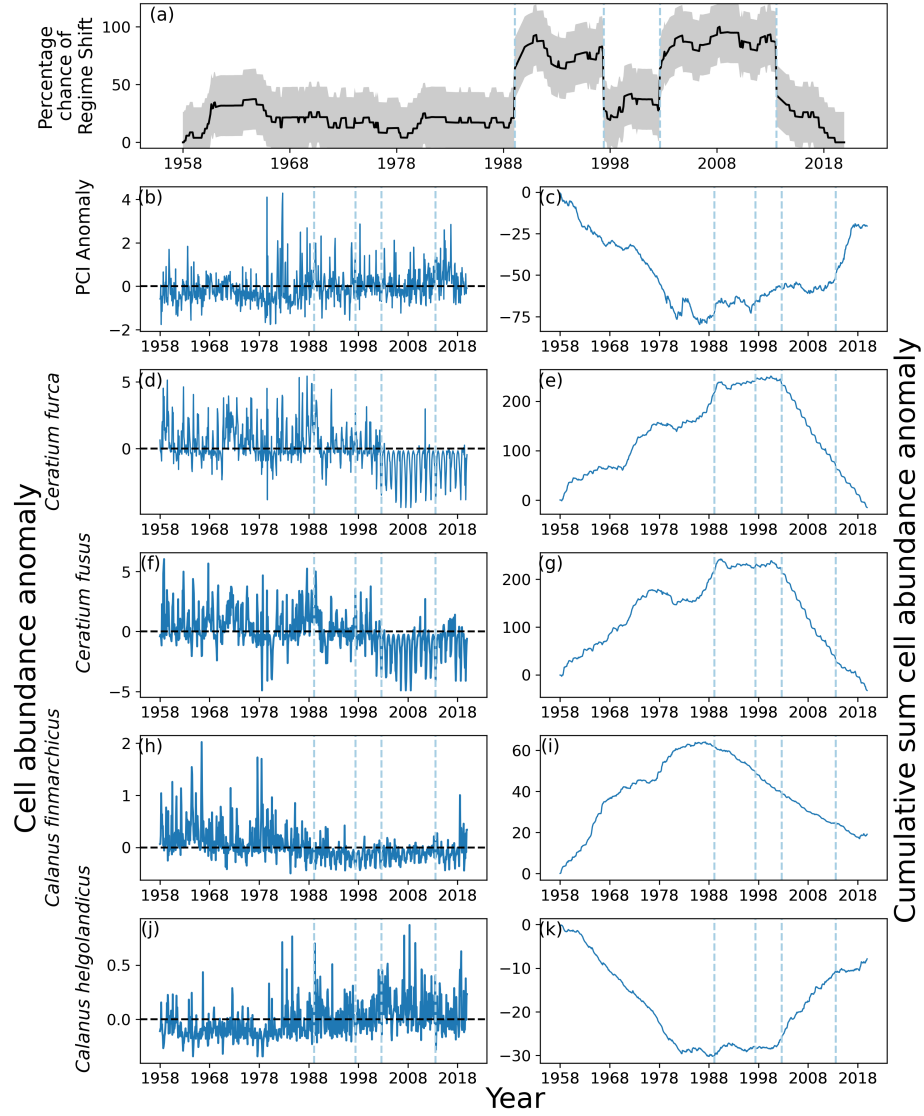 (a)
Percentage
chance of
Regime Shift
100
50
0
1958 1968 1978 1988 1998 2008 2018
(b)
PCI Anomaly
4
2
0
−2
1958 1968 1978 1988 1998 2008 2018
(c)
0
−25
−50
−75
1958 1968 1978 1988 1998 2008 2018
(d)
Ceratium furca
5
0
1958 1968 1978 1988 1998 2008 2018
(e)
200
100
0
1958 1968 1978 1988 1998 2008 2018
(f)
Ceratium fusus
5
0
−5
1958 1968 1978 1988 1998 2008 2018
(g)
200
100
0
1958 1968 1978 1988 1998 2008 2018
(h)
Calanus finmarchicus
2
1
0
1958 1968 1978 1988 1998 2008 2018
(i)
60
40
20
0
1958 1968 1978 1988 1998 2008 2018
(j)
Calanus helgolandicus
0.5
0.0
1958 1968 1978 1988 1998 2008 2018
(k)
0
−10
−20
−30
1958 1968 1978 1988 1998 2008 2018
Cell abundance anomaly
Cumulative sum cell abundance anomaly
Year